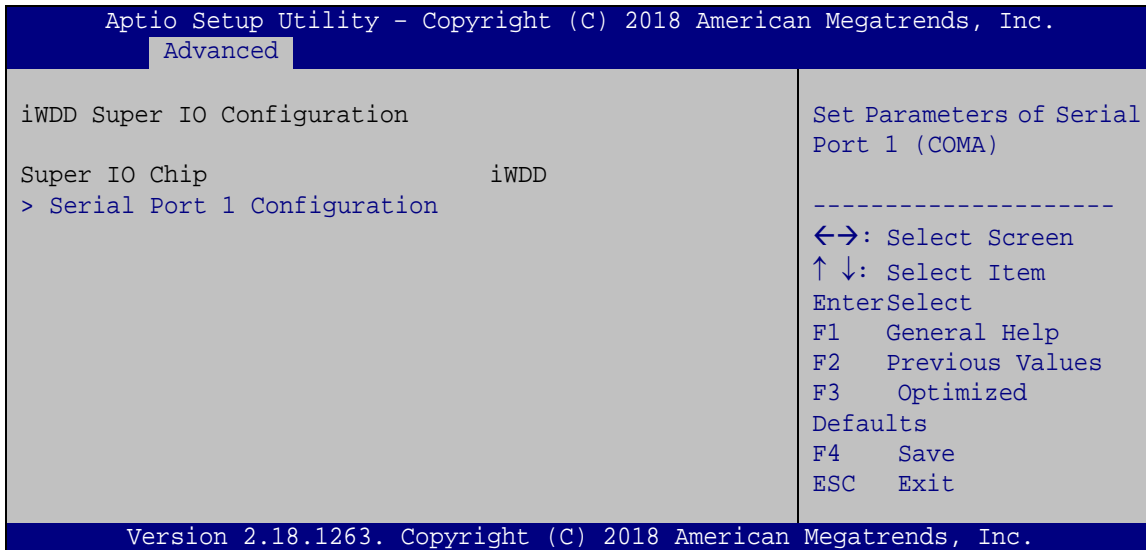 Aptio Setup Utility – Copyright (C) 2018 American Megatrends, Inc.
Advanced
iWDD Super IO Configuration
Super IO Chip iWDD
> Serial Port 1 Configuration
Set Parameters of Serial
Port 1 (COMA)
---------------------
←→: Select Screen
↑ ↓: Select Item
EnterSelect
F1 General Help
F2 Previous Values
F3 Optimized
Defaults
F4 Save
ESC Exit
Version 2.18.1263. Copyright (C) 2018 American Megatrends, Inc.